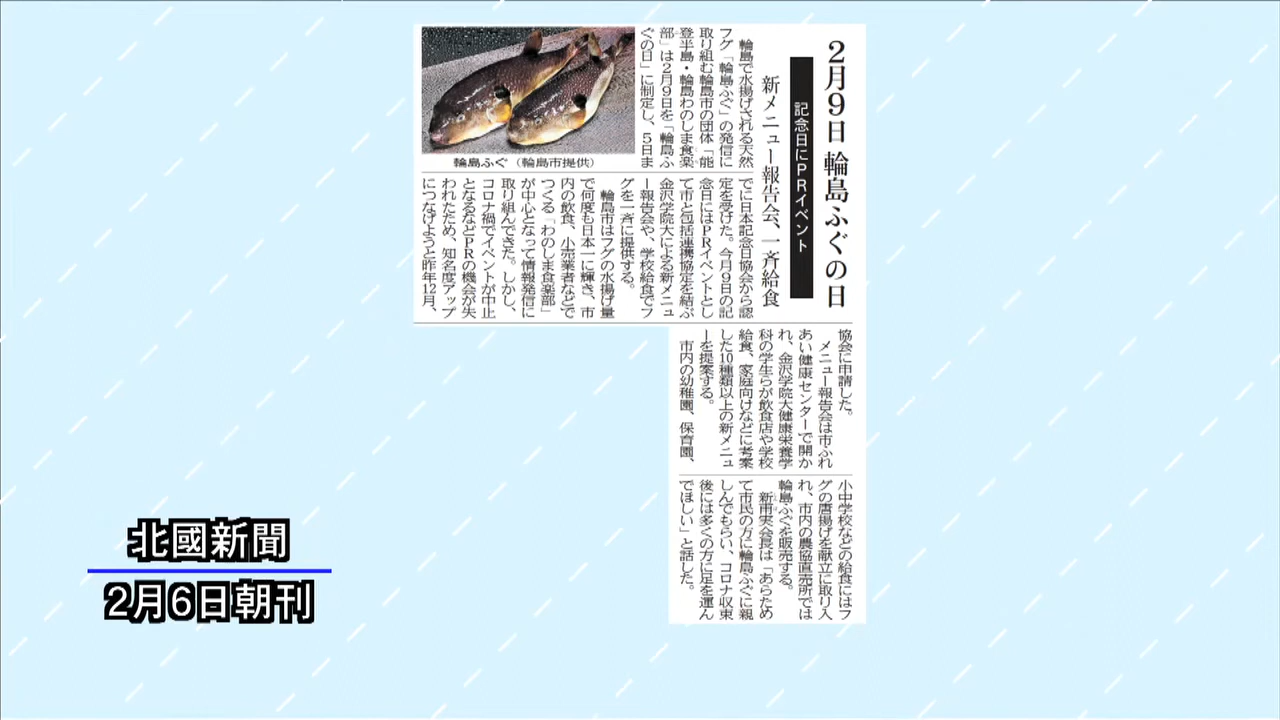 2月9日 輪島ふぐの日
記念日にPRイベント
新メニュー報告会、一斉給食
輪島で水揚げされる天然
フグ「輪島ふぐ」の発信に
取り組む輪島市の団体「能
登半島・輪島わのしま食楽
部」は2月9日を「輪島ふ
ぐの日」に制定し、5日ま
輪島ふぐ（輪島市提供）
でに日本記念日協会から認
定を受けた。今月9日の記
念日にはPRイベントとし
て市と包括連携協定を結ぶ
金沢学院大による新メニュ
ー報告会や、学校給食でフ
グを一斉に提供する。
輪島市はフグの水揚げ量
で何度も日本一に輝き、市
内の飲食、小売業者などで
つくる「わのしま食楽部」
が中心となって情報発信に
取り組んできた。しかし、
コロナ禍でイベントが中止
となるなどPRの機会が失
われたため、知名度アップ
につなげようと昨年12月、
協会に申請した。
メニュー報告会は市ふれ
あい健康センターで開か
れ、金沢学院大健康栄養学
科の学生らが飲食店や学校
給食、家庭向けなどに考案
した10種類以上の新メニュ
ーを提案する。
市内の幼稚園、保育園、
小中学校などの給食にはフ
グの唐揚げを献立に取り入
れ、市内の農協直売所では
輪島ふぐを販売する。
新甫実会長は「あらため
て市民の方に輪島ふぐに親
しんでもらい、コロナ収束
後には多くの方に足を運ん
でほしい」と話した。
北國新聞
2月6日朝刊